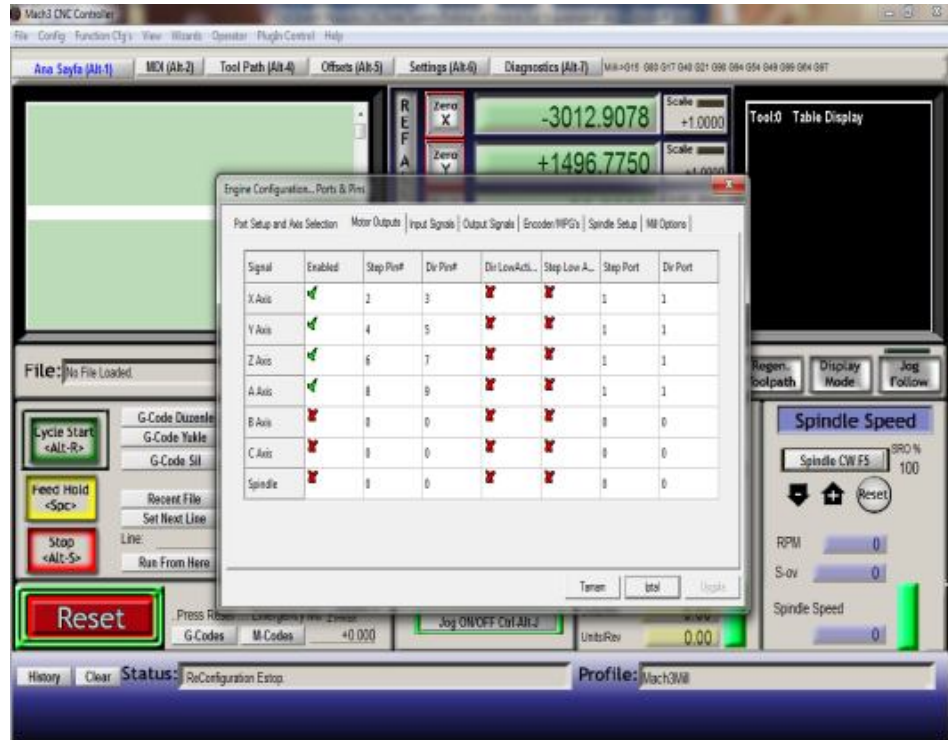 Mach3 CNC Controller
File Config Function Cfg's View Wizards Operator PlugIn Control Help
Ana Sayfa (Alt-1) MDI (Alt-2) Tool Path (Alt-4) Offsets (Alt-5) Settings (Alt-6) Diagnostics (Alt-7)
REFA
Zero X -3012.9078 Scale +1.0000
Zero Y +1496.7750 Scale
Tool:0 Table Display
Engine Configuration... Ports & Pins
Port Setup and Axis Selection Motor Outputs Input Signals Output Signals Encoder/MPG's Spindle Setup Mill Options
Signal Enabled Step Pin# Dir Pin# Dir LowActi... Step Low A... Step Port Dir Port
X Axis 2 3 1 1
Y Axis 4 5 1 1
Z Axis 6 7 1 1
A Axis 8 9 1 1
B Axis 0 0 0 0
C Axis 0 0 0 0
Spindle 0 0 0 0
Tamam İptal Uygula
File: No File Loaded.
Regen. Toolpath Display Mode Jog Follow
Cycle Start <Alt-R>
Feed Hold <Spc>
Stop <Alt-S>
G-Code Duzenle
G-Code Yukle
G-Code Sil
Recent File
Set Next Line
Line:
Run From Here
Spindle Speed
Spindle CW F5 SRO % 100
Reset
RPM 0
S-ov 0
Spindle Speed
0
Reset
G-Codes M-Codes +0.000
Jog ON/OFF Ctrl-Alt-J
Units/Rev 0.00
History Clear Status: ReConfiguration Estop. Profile: Mach3Mill